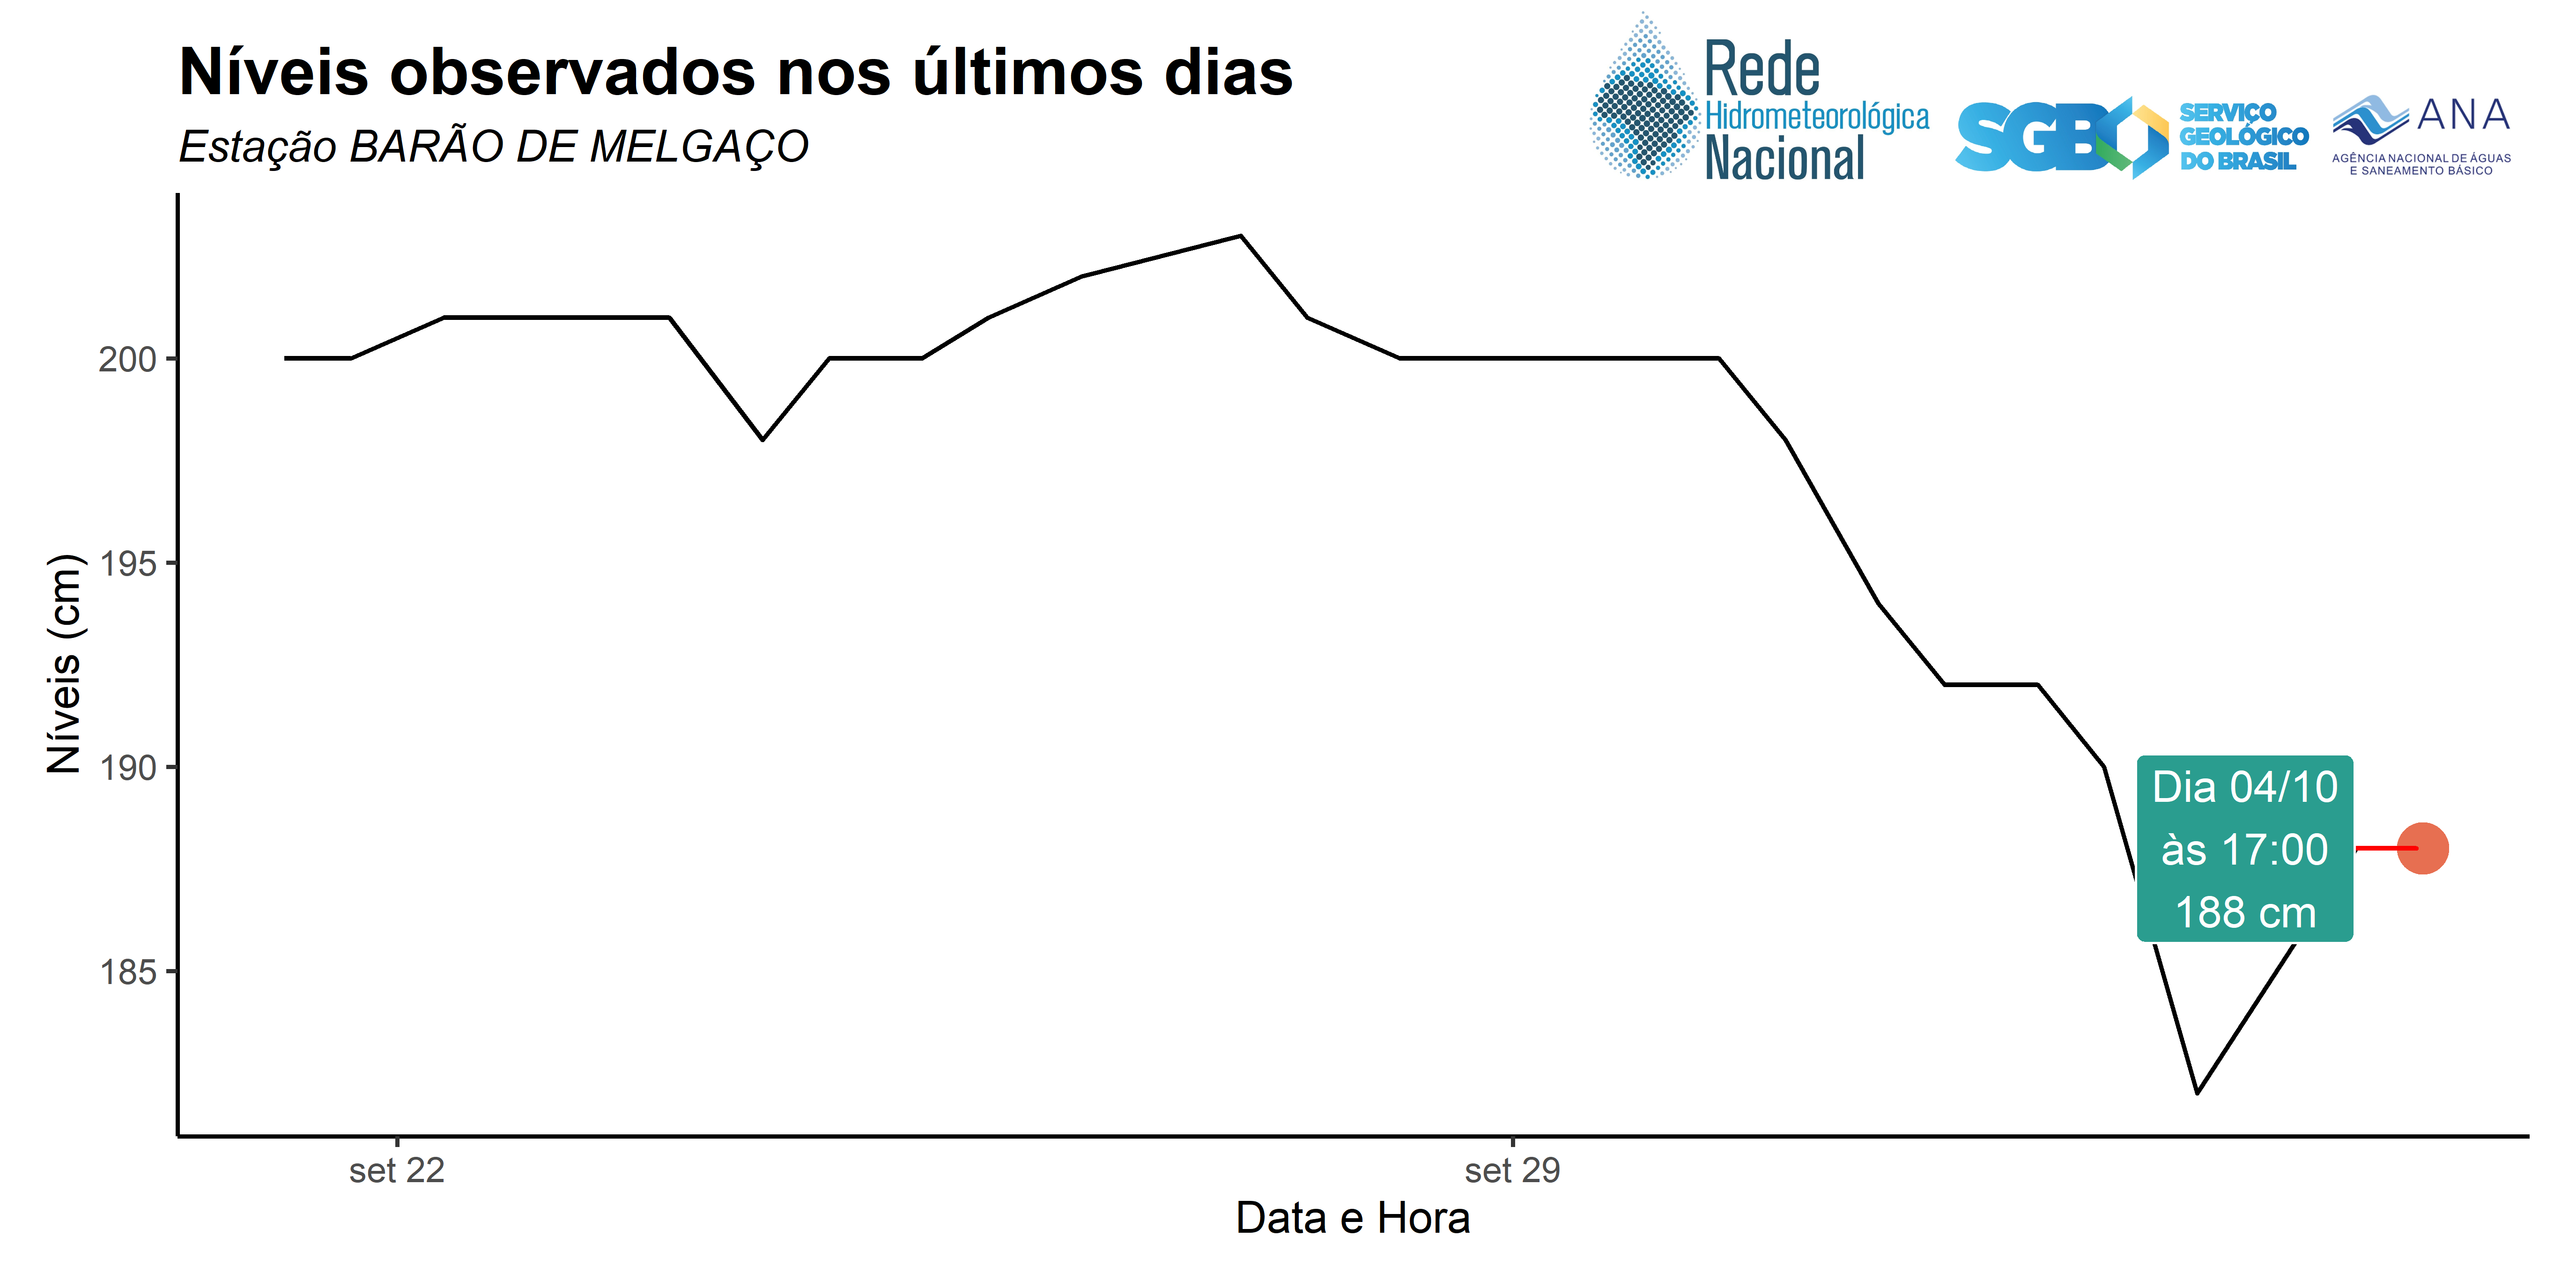 Níveis observados nos últimos dias
Estação BARÃO DE MELGAÇO
Rede
Hidrometeorológica
Nacional
SGB
SERVIÇO
GEOLÓGICO
DO BRASIL
ANA
AGÊNCIA NACIONAL DE ÁGUAS
E SANEAMENTO BÁSICO
Níveis (cm)
200
195
190
185
Dia 04/10
às 17:00
188 cm
set 22
set 29
Data e Hora